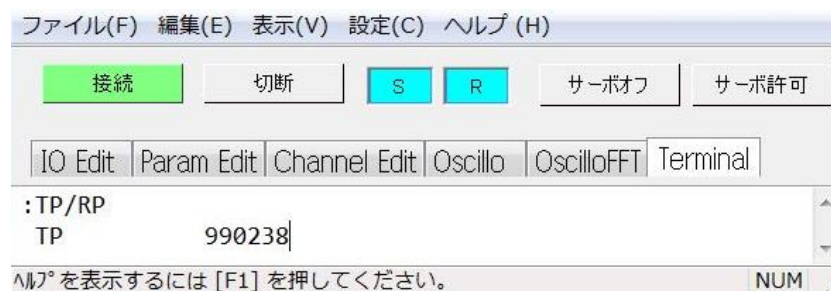 ファイル(F) 編集(E) 表示(V) 設定(C) ヘルプ (H)
接続 切断 S R サーボオフ サーボ許可
IO Edit Param Edit Channel Edit Oscillo OscilloFFT Terminal
:TP/RP
TP 990238
ﾍﾙﾌﾟを表示するには [F1] を押してください。 NUM